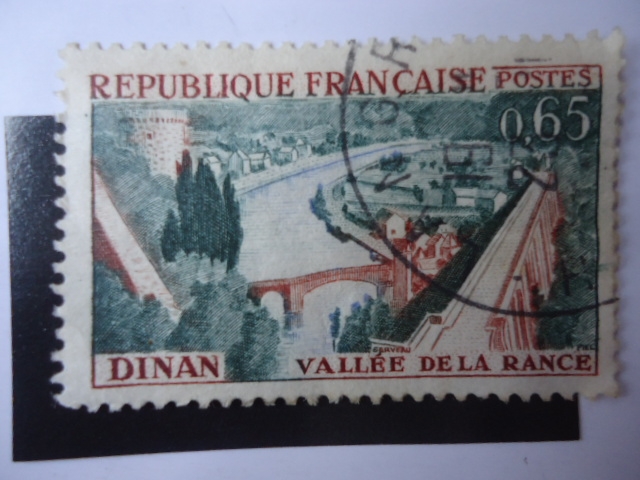 REPUBLIQUE FRANÇAISE POSTES
0,65
DINAN VALLÉE DE LA RANCE